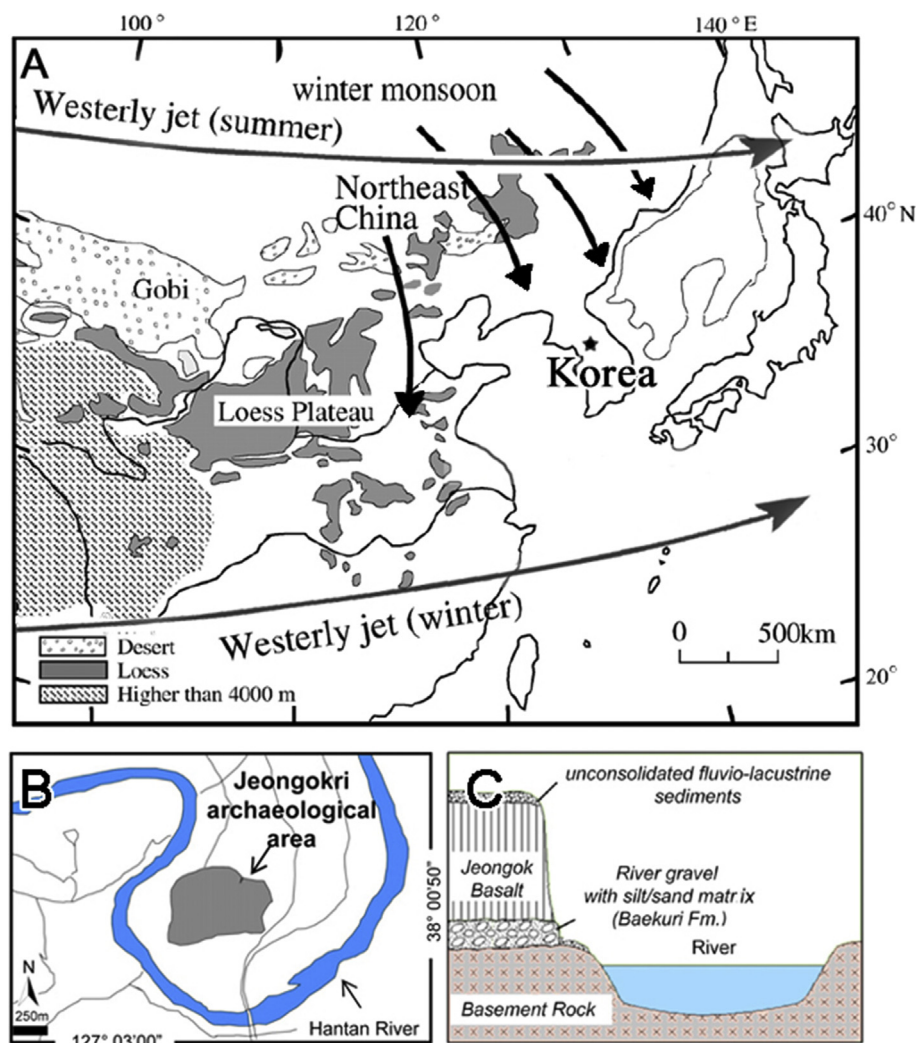 100°
120°
140°E
A
winter monsoon
Westerly jet (summer)
Northeast
China
40°N
Gobi
Korea
Loess Plateau
30°
Westerly jet (winter)
0 500km
Desert
Loess
Higher than 4000 m
20°
B
Jeongokri
archaeological
area
N
250m
127° 03'00"
Hantan River
38° 00'50"
C
unconsolidated fluvio-lacustrine
sediments
Jeongok
Basalt
River gravel
with silt/sand matrix
(Baekuri Fm.)
River
Basement Rock